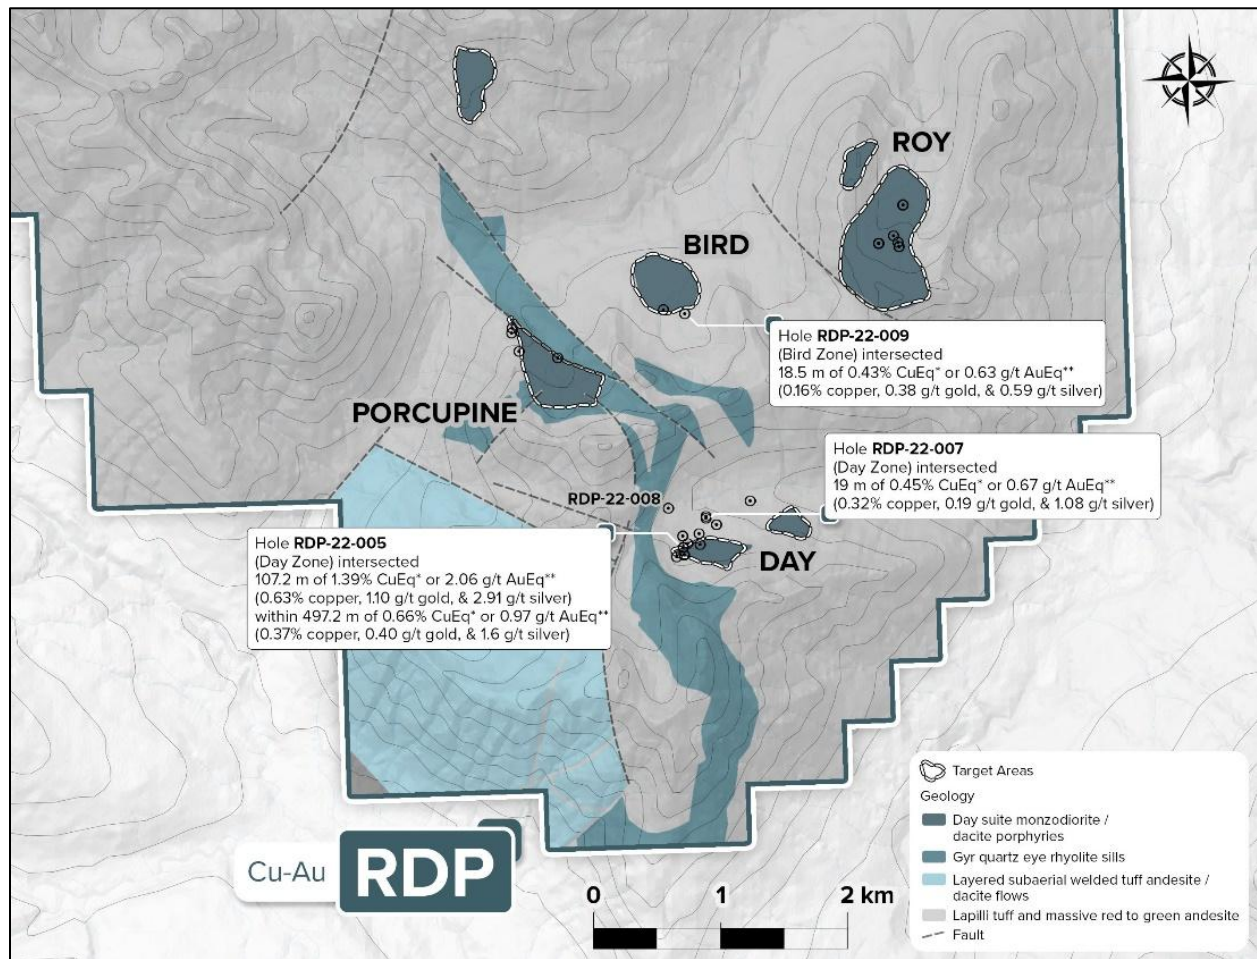 ROY
BIRD
Hole RDP-22-009
(Bird Zone) intersected
18.5 m of 0.43% CuEq* or 0.63 g/t AuEq**
(0.16% copper, 0.38 g/t gold, & 0.59 g/t silver)
PORCUPINE
Hole RDP-22-007
(Day Zone) intersected
19 m of 0.45% CuEq* or 0.67 g/t AuEq**
(0.32% copper, 0.19 g/t gold, & 1.08 g/t silver)
RDP-22-008
DAY
Hole RDP-22-005
(Day Zone) intersected
107.2 m of 1.39% CuEq* or 2.06 g/t AuEq**
(0.63% copper, 1.10 g/t gold, & 2.91 g/t silver)
within 497.2 m of 0.66% CuEq* or 0.97 g/t AuEq**
(0.37% copper, 0.40 g/t gold, & 1.6 g/t silver)
Target Areas
Geology
Day suite monzodiorite /
dacite porphyries
Gyr quartz eye rhyolite sills
Layered subaerial welded tuff andesite /
dacite flows
Lapilli tuff and massive red to green andesite
Fault
Cu-Au RDP
0 1 2 km